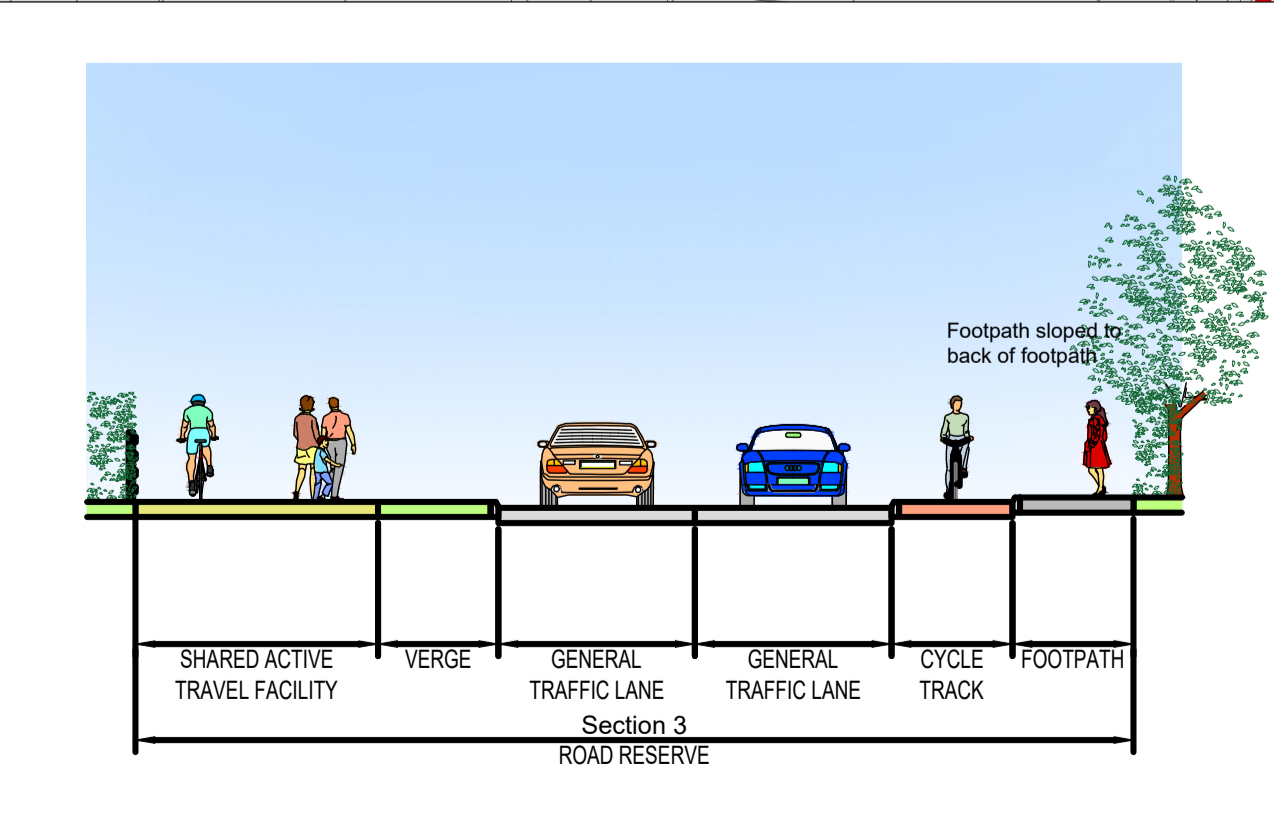 Footpath sloped to
back of footpath
SHARED ACTIVE
TRAVEL FACILITY
VERGE
GENERAL
TRAFFIC LANE
GENERAL
TRAFFIC LANE
CYCLE
TRACK
FOOTPATH
Section 3
ROAD RESERVE